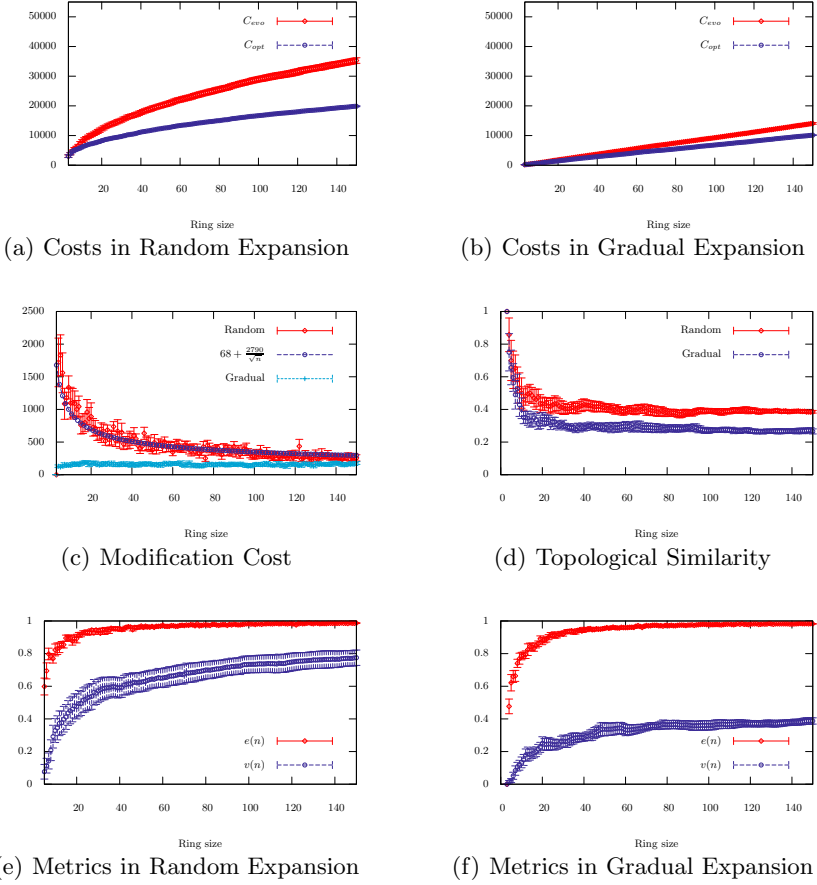 55000
50000
40000
30000
20000
10000
0
C_evo
C_opt
20 40 60 80 100 120 140
Ring size
(a) Costs in Random Expansion
55000
50000
40000
30000
20000
10000
0
C_evo
C_opt
20 40 60 80 100 120 140
Ring size
(b) Costs in Gradual Expansion
2500
2000
1500
1000
500
0
Random
68 + 2790/√n
Gradual
20 40 60 80 100 120 140
Ring size
(c) Modification Cost
1
0.8
0.6
0.4
0.2
0
Random
Gradual
0 20 40 60 80 100 120 140
Ring size
(d) Topological Similarity
1
0.8
0.6
0.4
0.2
0
e(n)
v(n)
20 40 60 80 100 120 140
Ring size
e) Metrics in Random Expansion
1
0.8
0.6
0.4
0.2
0
e(n)
v(n)
0 20 40 60 80 100 120 140
Ring size
(f) Metrics in Gradual Expansion